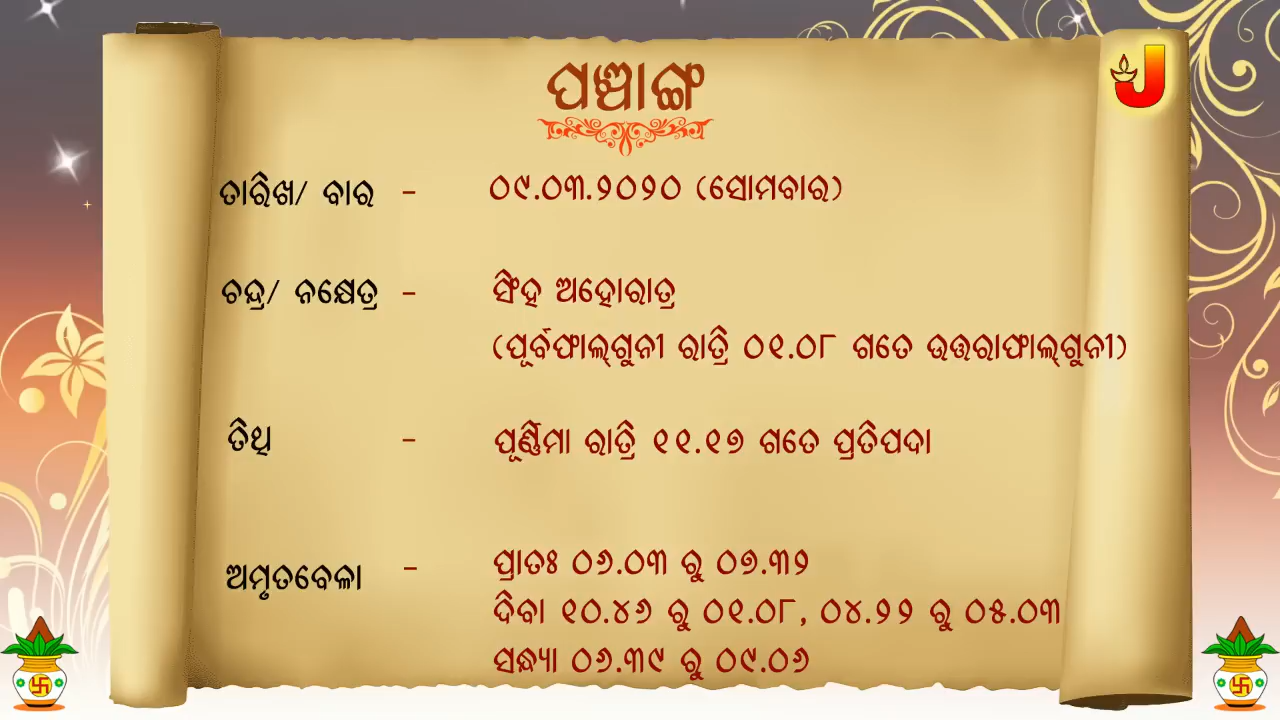 ପଞ୍ଚାଙ୍ଗ
J
ତାରିଖ/ ବାର - ୦୯.୦୩.୨୦୨୦ (ସୋମବାର)
ଚନ୍ଦ୍ର/ ନକ୍ଷେତ୍ର - ସିଂହ ଅହୋରାତ୍ର
(ପୂର୍ବଫାଲ୍‌ଗୁନୀ ରାତ୍ରି ୦୧.୦୮ ଗତେ ଉତ୍ତରାଫାଲ୍‌ଗୁନୀ)
ତିଥି - ପୂର୍ଣ୍ଣିମା ରାତ୍ରି ୧୧.୧୭ ଗତେ ପ୍ରତିପଦା
ଅମୃତବେଳା - ପ୍ରାତଃ ୦୬.୦୩ ରୁ ୦୭.୩୨
ଦିବା ୧୦.୪୬ ରୁ ୦୧.୦୮, ୦୪.୨୨ ରୁ ୦୫.୦୩
ସନ୍ଧ୍ୟା ୦୬.୩୯ ରୁ ୦୯.୦୬